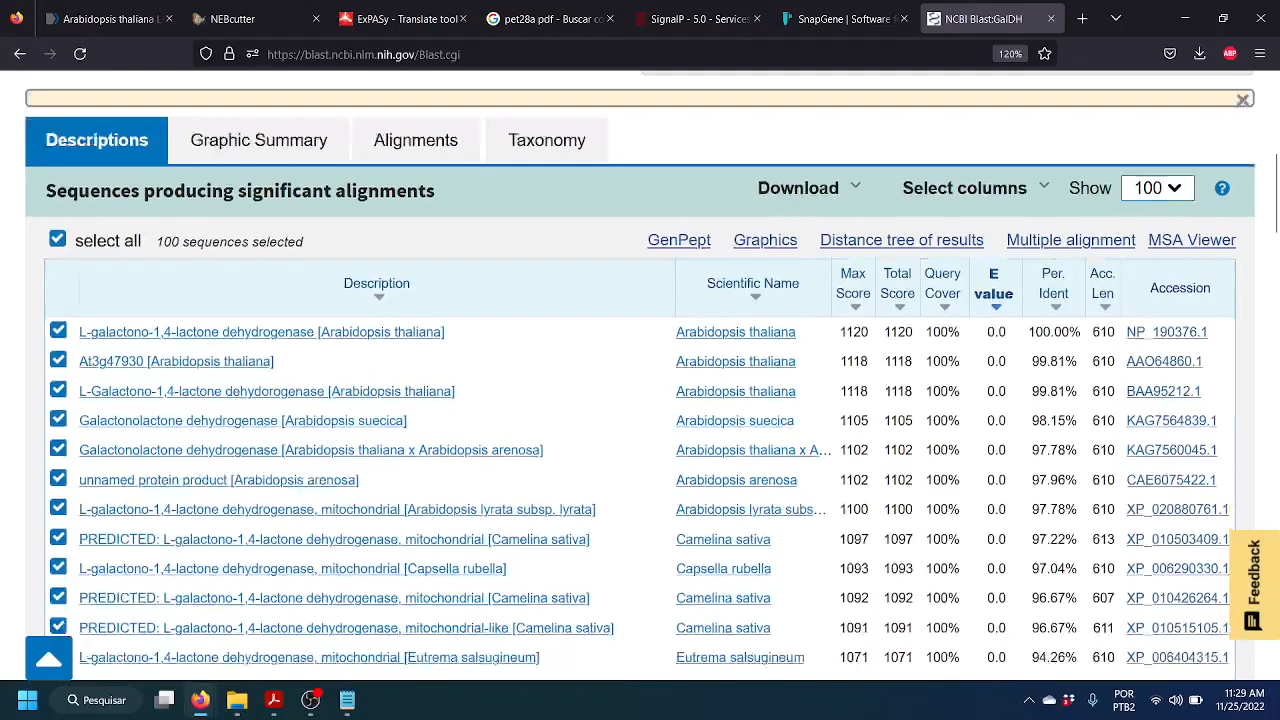 Arabidopsis thaliana L
NEBcutter
ExPASy - Translate tool
pet28a pdf - Buscar co
SignalP - 5.0 - Services
SnapGene | Software
NCBI Blast:GalDH
https://blast.ncbi.nlm.nih.gov/Blast.cgi
120%
ABP
Descriptions
Graphic Summary
Alignments
Taxonomy
Sequences producing significant alignments
Download
Select columns
Show
100
?
select all
100 sequences selected
GenPept
Graphics
Distance tree of results
Multiple alignment
MSA Viewer
Description Scientific Name Max Score Total Score Query Cover E value Per. Ident Acc. Len Accession
L-galactono-1,4-lactone dehydrogenase [Arabidopsis thaliana] Arabidopsis thaliana 1120 1120 100% 0.0 100.00% 610 NP_190376.1
At3g47930 [Arabidopsis thaliana] Arabidopsis thaliana 1118 1118 100% 0.0 99.81% 610 AAO64860.1
L-Galactono-1,4-lactone dehydorogenase [Arabidopsis thaliana] Arabidopsis thaliana 1118 1118 100% 0.0 99.81% 610 BAA95212.1
Galactonolactone dehydrogenase [Arabidopsis suecica] Arabidopsis suecica 1105 1105 100% 0.0 98.15% 610 KAG7564839.1
Galactonolactone dehydrogenase [Arabidopsis thaliana x Arabidopsis arenosa] Arabidopsis thaliana x A... 1102 1102 100% 0.0 97.78% 610 KAG7560045.1
unnamed protein product [Arabidopsis arenosa] Arabidopsis arenosa 1102 1102 100% 0.0 97.96% 610 CAE6075422.1
L-galactono-1,4-lactone dehydrogenase, mitochondrial [Arabidopsis lyrata subsp. lyrata] Arabidopsis lyrata subs... 1100 1100 100% 0.0 97.78% 610 XP_020880761.1
PREDICTED: L-galactono-1,4-lactone dehydrogenase, mitochondrial [Camelina sativa] Camelina sativa 1097 1097 100% 0.0 97.22% 613 XP_010503409.1
L-galactono-1,4-lactone dehydrogenase, mitochondrial [Capsella rubella] Capsella rubella 1093 1093 100% 0.0 97.04% 610 XP_006290330.1
PREDICTED: L-galactono-1,4-lactone dehydrogenase, mitochondrial [Camelina sativa] Camelina sativa 1092 1092 100% 0.0 96.67% 607 XP_010426264.1
PREDICTED: L-galactono-1,4-lactone dehydrogenase, mitochondrial-like [Camelina sativa] Camelina sativa 1091 1091 100% 0.0 96.67% 611 XP_010515105.1
L-galactono-1,4-lactone dehydrogenase, mitochondrial [Eutrema salsugineum] Eutrema salsugineum 1071 1071 100% 0.0 94.26% 610 XP_006404315.1
Feedback
Pesquisar
POR
PTB2
11:29 AM
11/25/2022